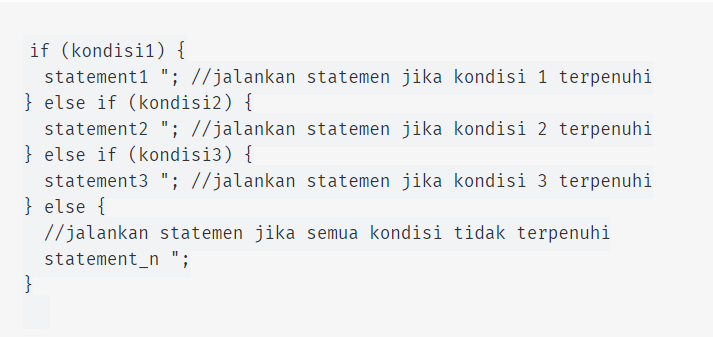 if (kondisi1) {
statement1 "; //jalankan statemen jika kondisi 1 terpenuhi
} else if (kondisi2) {
statement2 "; //jalankan statemen jika kondisi 2 terpenuhi
} else if (kondisi3) {
statement3 "; //jalankan statemen jika kondisi 3 terpenuhi
} else {
//jalankan statemen jika semua kondisi tidak terpenuhi
statement_n ";
}